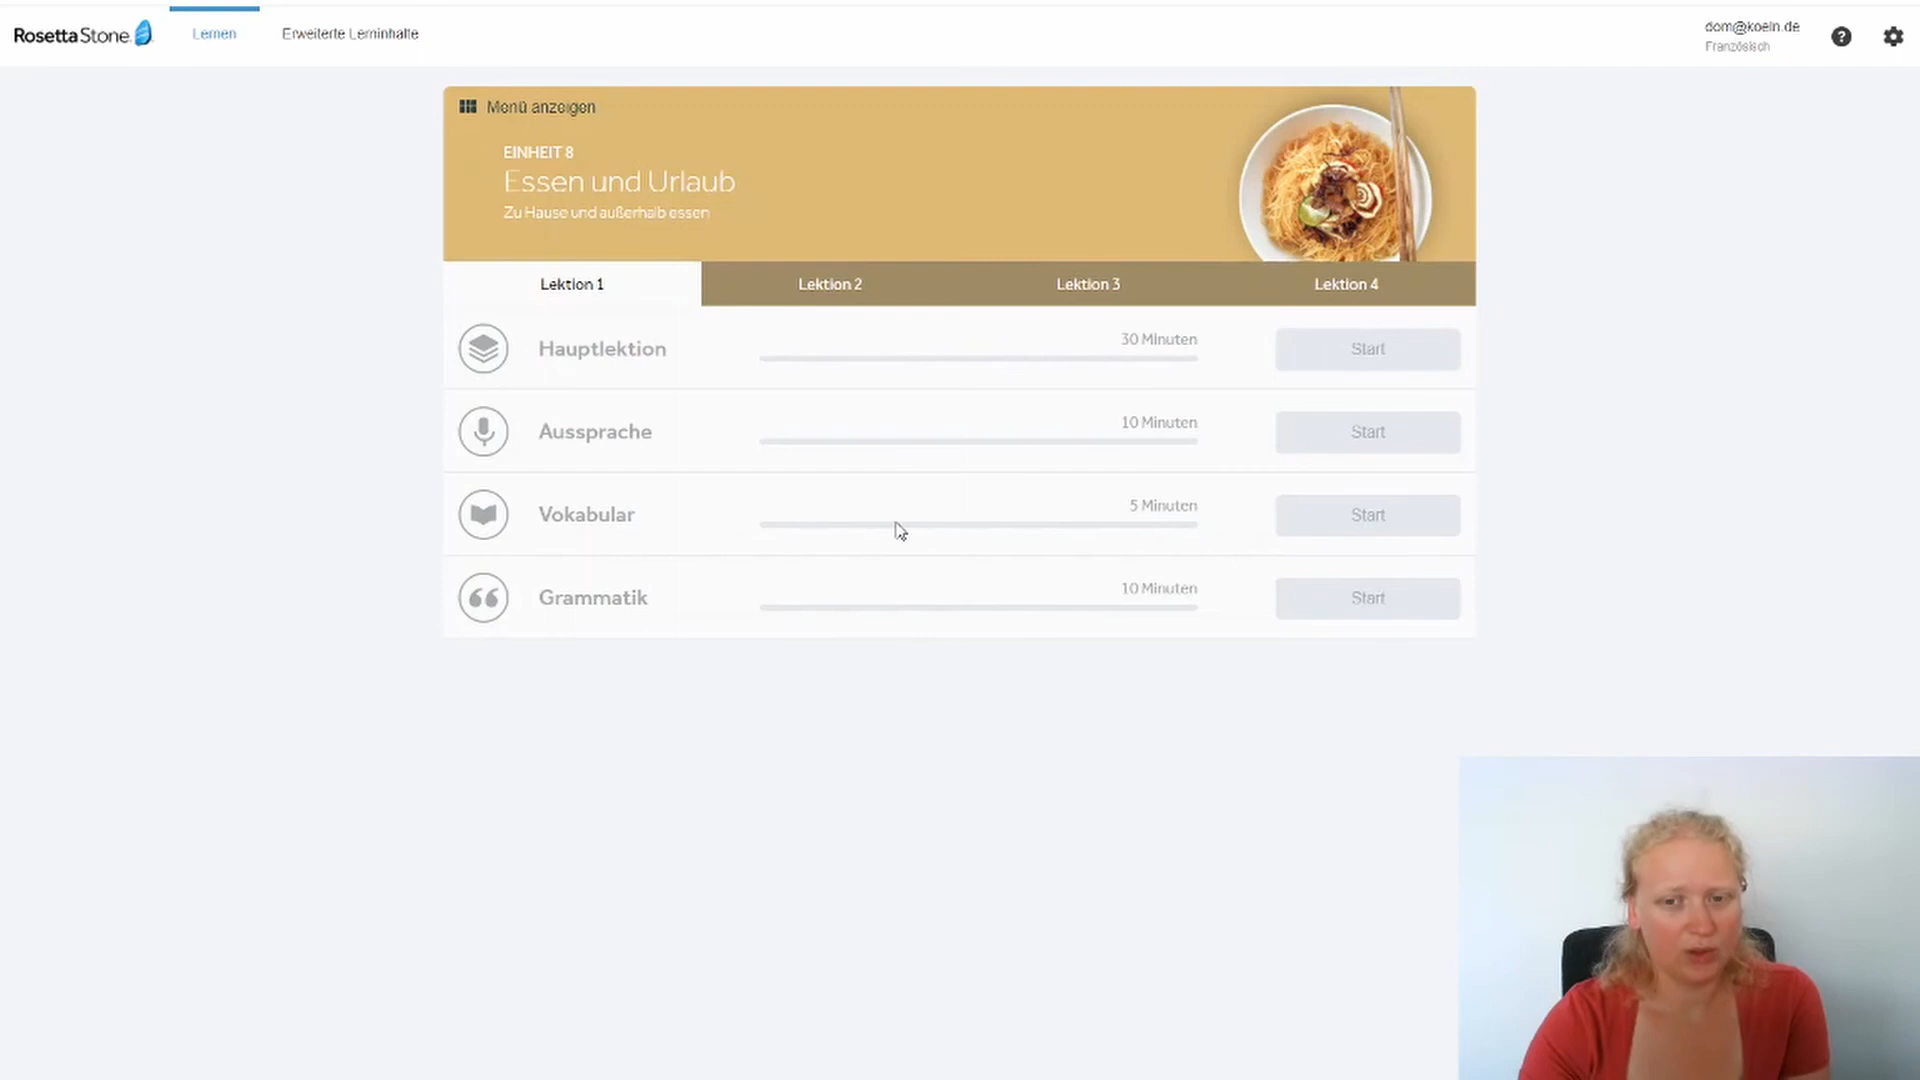 RosettaStone
Lernen
Erweiterte Lerninhalte
dom@koeln.de
Französisch
Menü anzeigen
EINHEIT 8
Essen und Urlaub
Zu Hause und außerhalb essen
Lektion 1
Lektion 2
Lektion 3
Lektion 4
Hauptlektion
30 Minuten
Start
Aussprache
10 Minuten
Start
Vokabular
5 Minuten
Start
Grammatik
10 Minuten
Start